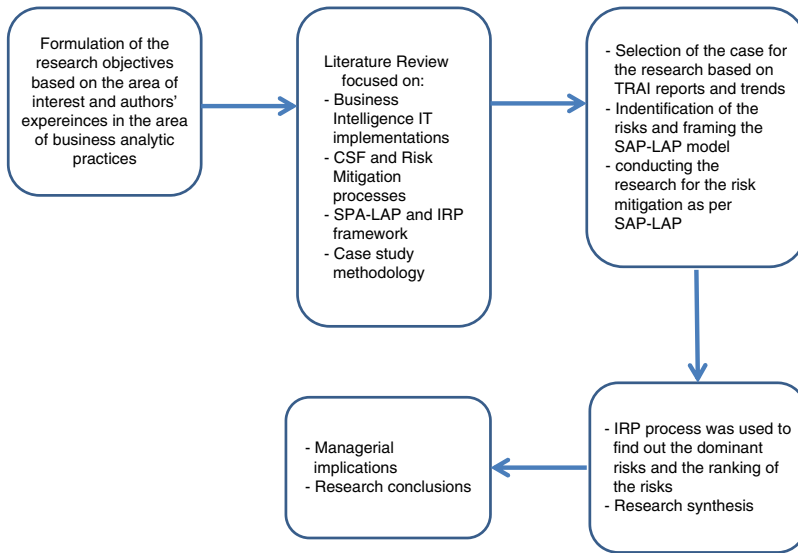 Formulation of the
research objectives
based on the area of
interest and authors'
expereinces in the area
of business analytic
practices
Literature Review
focused on:
- Business
Intelligence IT
implementations
- CSF and Risk
Mitigation
processes
- SPA-LAP and IRP
framework
- Case study
methodology
- Selection of the case for
the research based on
TRAI reports and trends
- Indentification of the
risks and framing the
SAP-LAP model
- conducting the
research for the risk
mitigation as per
SAP-LAP
- IRP process was used to
find out the dominant
risks and the ranking of
the risks
- Research synthesis
- Managerial
implications
- Research conclusions